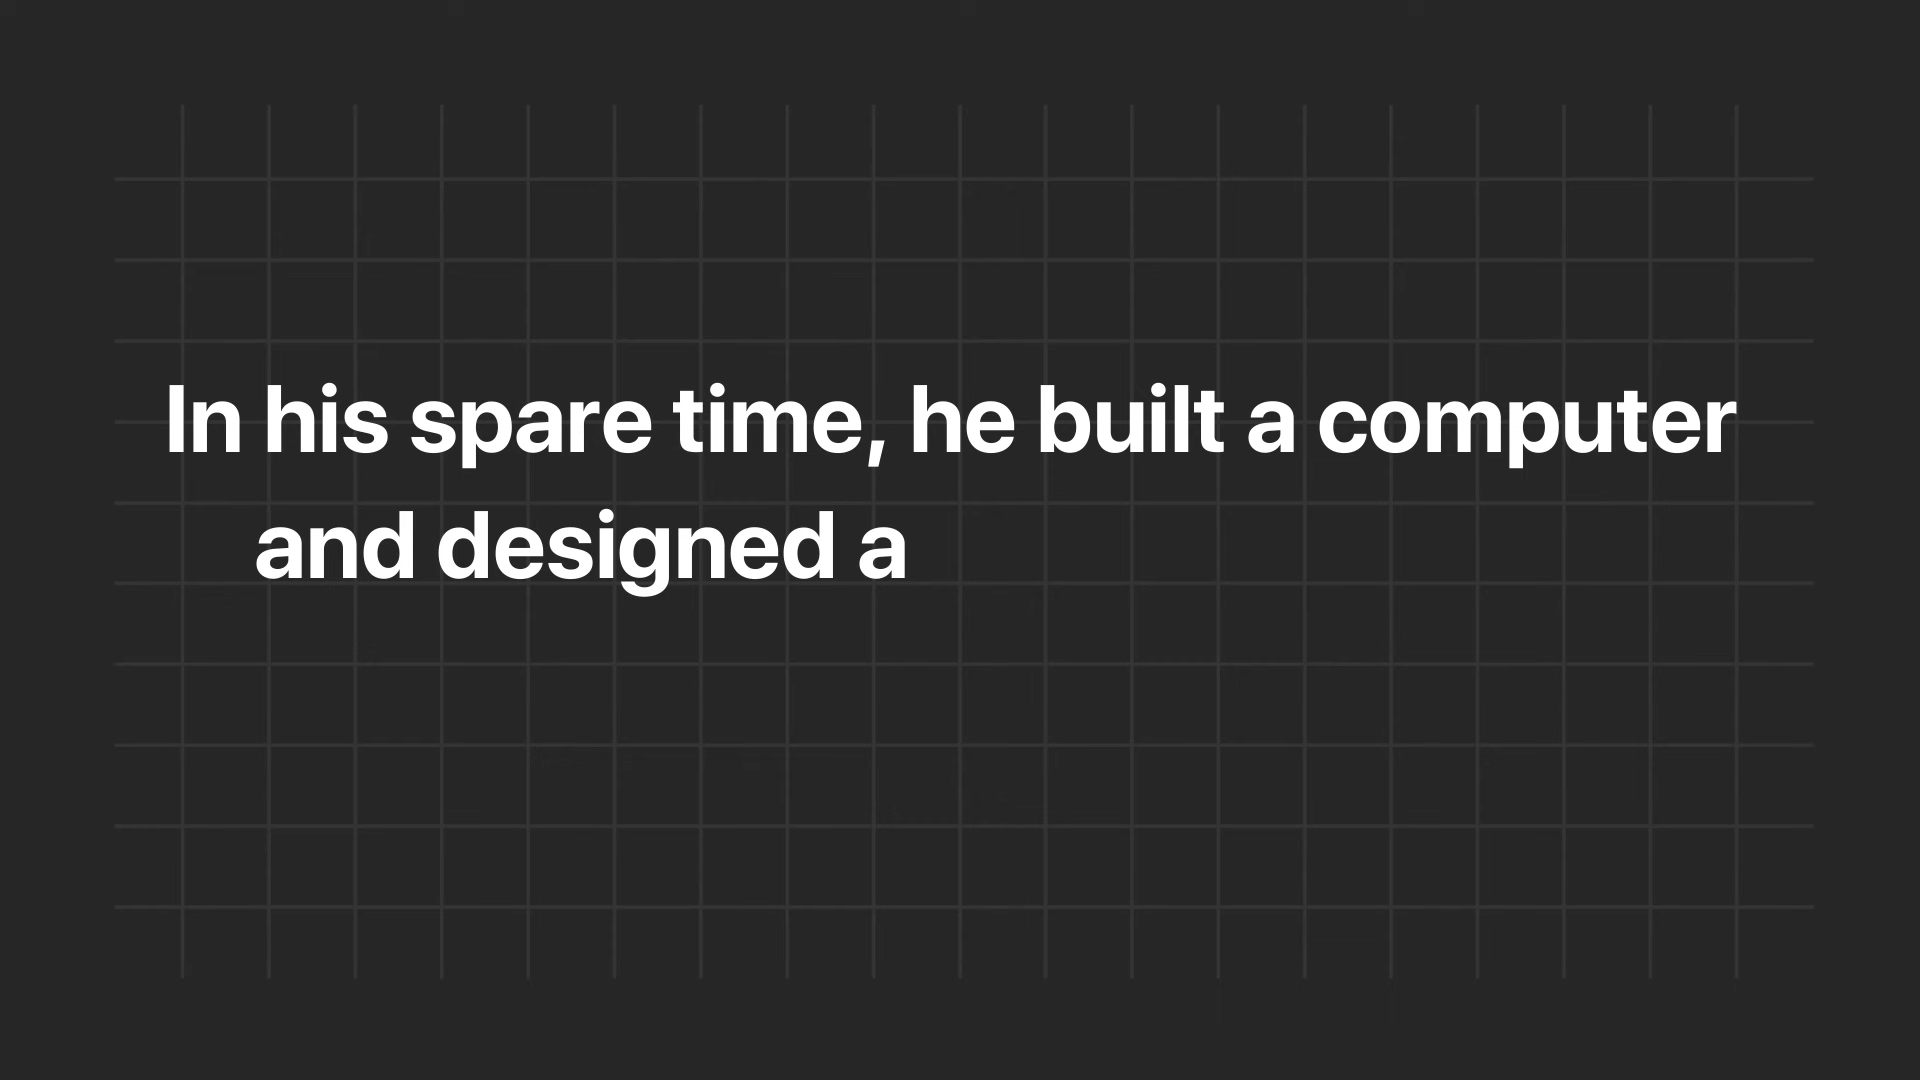 In his spare time, he built a computer
and designed a